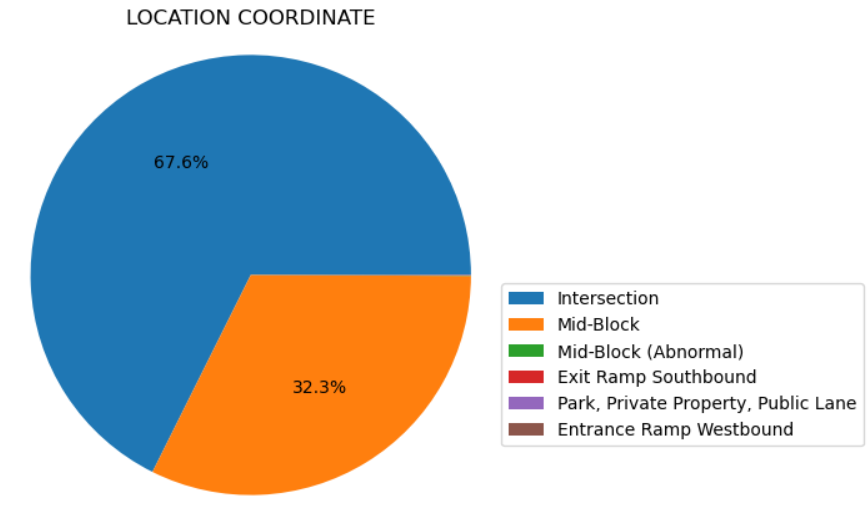 LOCATION COORDINATE
67.6%
32.3%
Intersection
Mid-Block
Mid-Block (Abnormal)
Exit Ramp Southbound
Park, Private Property, Public Lane
Entrance Ramp Westbound